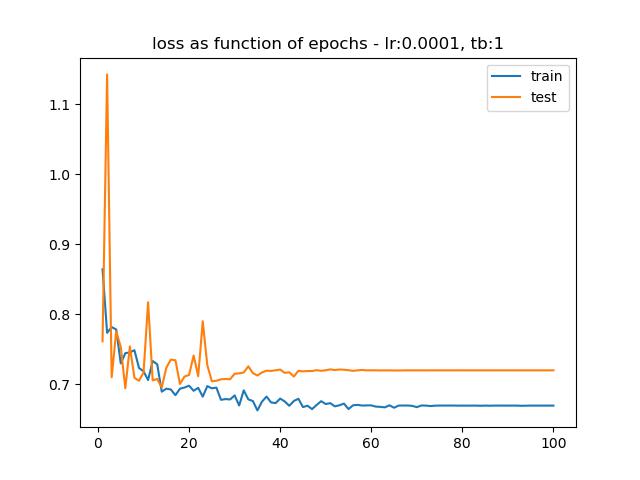 loss as function of epochs - lr:0.0001, tb:1
train
test
1.1
1.0
0.9
0.8
0.7
0 20 40 60 80 100